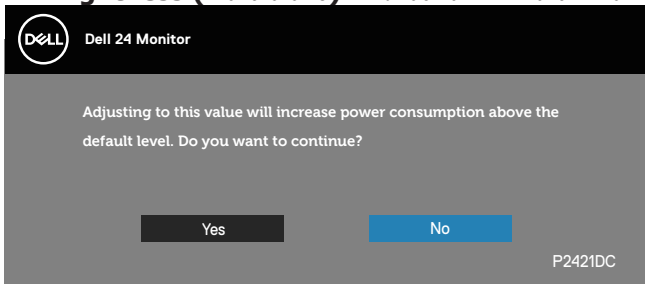 DELL
Dell 24 Monitor
Adjusting to this value will increase power consumption above the
default level. Do you want to continue?
Yes
No
P2421DC